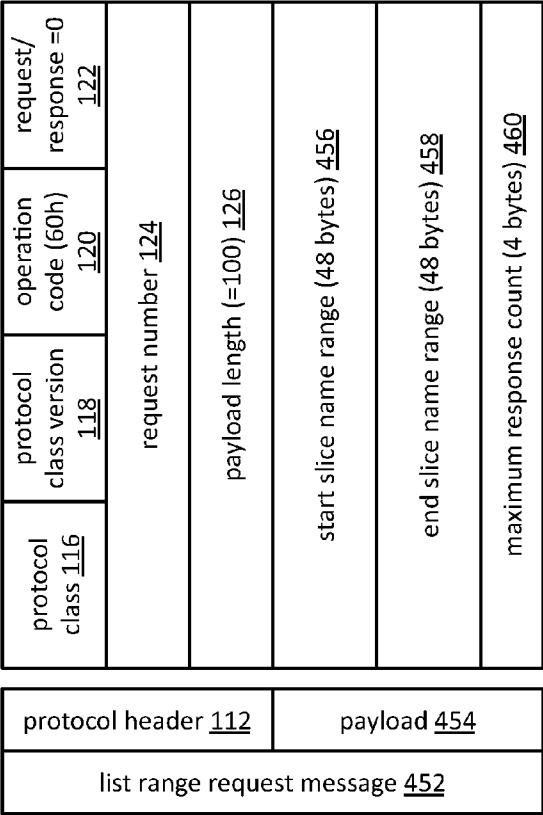 list range request message 452
protocol header 112
protocol
class 116
protocol
class version
118
operation
code (60h)
120
request/
response =0
122
request number 124
payload length (=100) 126
payload 454
start slice name range (48 bytes) 456
end slice name range (48 bytes) 458
maximum response count (4 bytes) 460